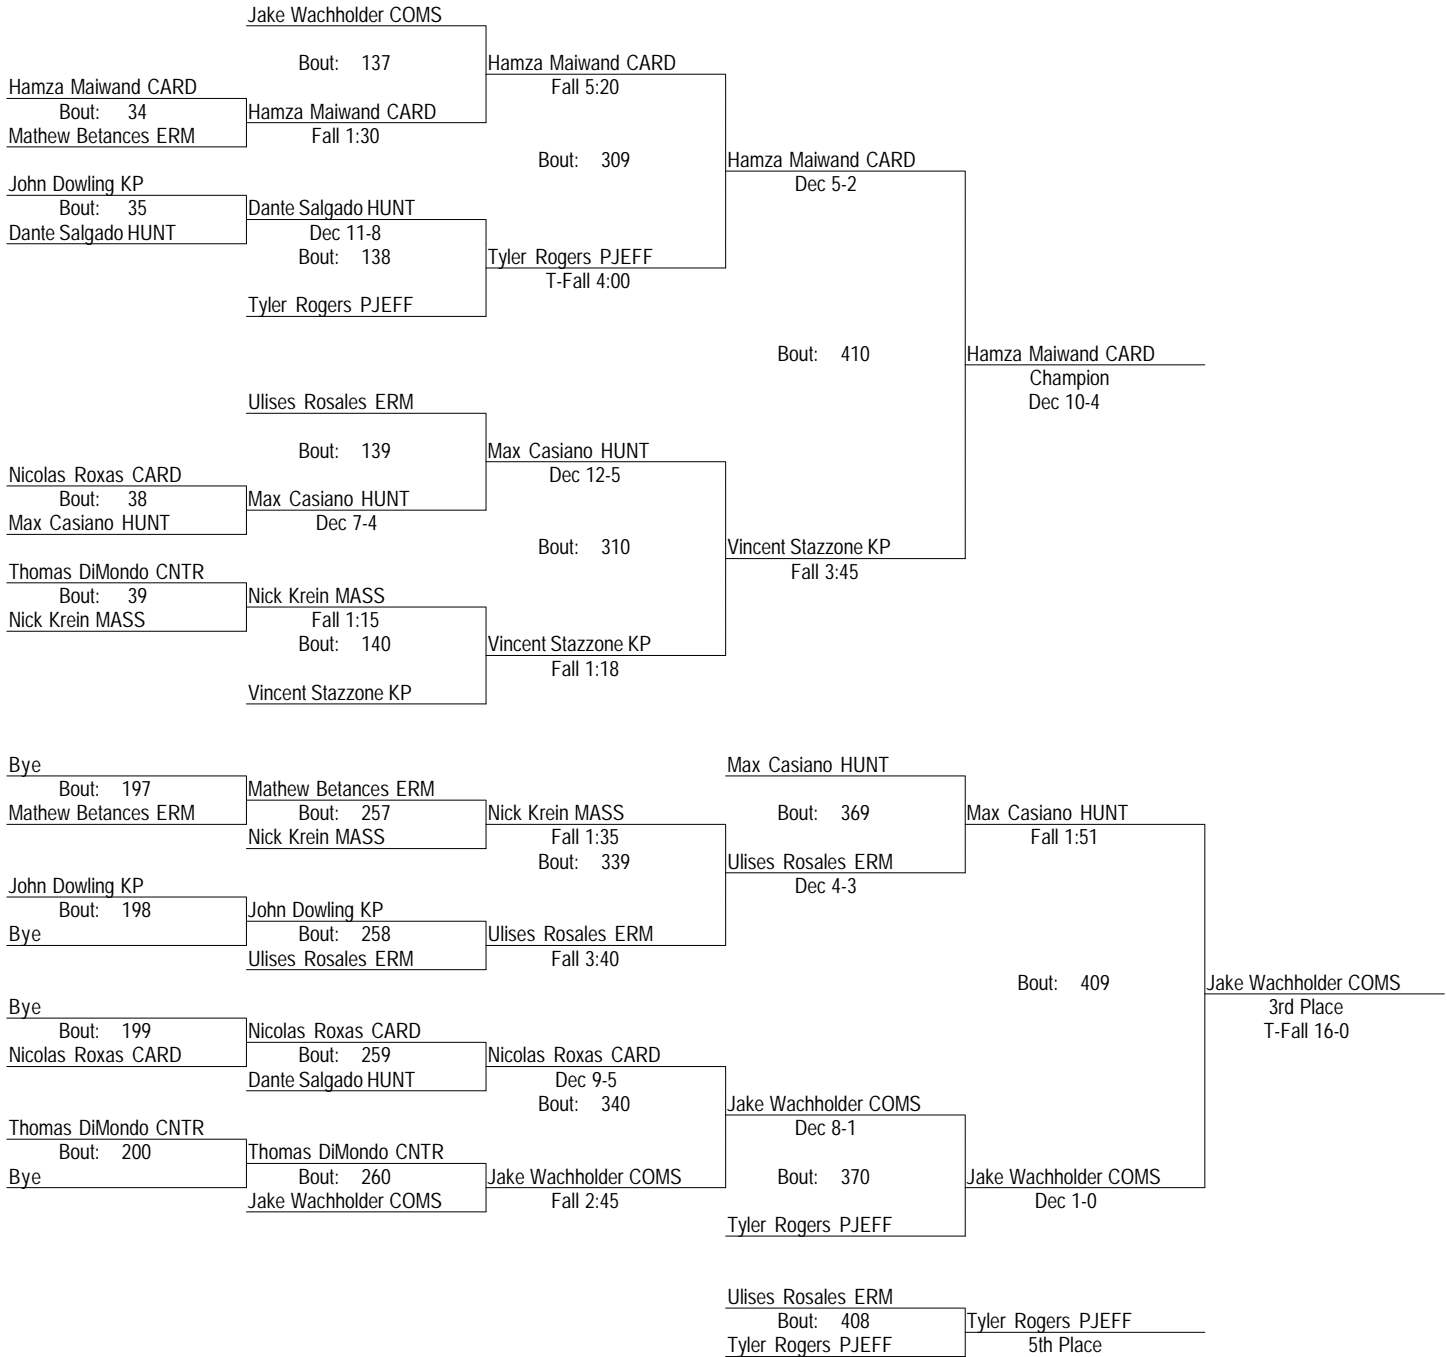 Jake Wachholder COMS
Bout: 137
Hamza Maiwand CARD
Hamza Maiwand CARD
Fall 5:20
Bout: 34
Hamza Maiwand CARD
Mathew Betances ERM
Fall 1:30
Bout: 309
Hamza Maiwand CARD
John Dowling KP
Dec 5-2
Bout: 35
Dante Salgado HUNT
Dante Salgado HUNT
Dec 11-8
Bout: 138
Tyler Rogers PJEFF
T-Fall 4:00
Tyler Rogers PJEFF
Bout: 410
Hamza Maiwand CARD
Champion
Dec 10-4
Ulises Rosales ERM
Bout: 139
Max Casiano HUNT
Nicolas Roxas CARD
Dec 12-5
Bout: 38
Max Casiano HUNT
Max Casiano HUNT
Dec 7-4
Bout: 310
Vincent Stazzone KP
Thomas DiMondo CNTR
Fall 3:45
Bout: 39
Nick Krein MASS
Nick Krein MASS
Fall 1:15
Bout: 140
Vincent Stazzone KP
Fall 1:18
Vincent Stazzone KP
Bye
Max Casiano HUNT
Bout: 197
Mathew Betances ERM
Mathew Betances ERM
Bout: 257
Nick Krein MASS
Bout: 369
Max Casiano HUNT
Nick Krein MASS
Fall 1:35
Fall 1:51
Bout: 339
Ulises Rosales ERM
John Dowling KP
Dec 4-3
Bout: 198
John Dowling KP
Bye
Bout: 258
Ulises Rosales ERM
Ulises Rosales ERM
Fall 3:40
Bout: 409
Jake Wachholder COMS
Bye
3rd Place
Bout: 199
Nicolas Roxas CARD
T-Fall 16-0
Nicolas Roxas CARD
Bout: 259
Nicolas Roxas CARD
Dante Salgado HUNT
Dec 9-5
Bout: 340
Jake Wachholder COMS
Thomas DiMondo CNTR
Dec 8-1
Bout: 200
Thomas DiMondo CNTR
Bye
Bout: 260
Jake Wachholder COMS
Bout: 370
Jake Wachholder COMS
Jake Wachholder COMS
Fall 2:45
Dec 1-0
Tyler Rogers PJEFF
Ulises Rosales ERM
Bout: 408
Tyler Rogers PJEFF
Tyler Rogers PJEFF
5th Place